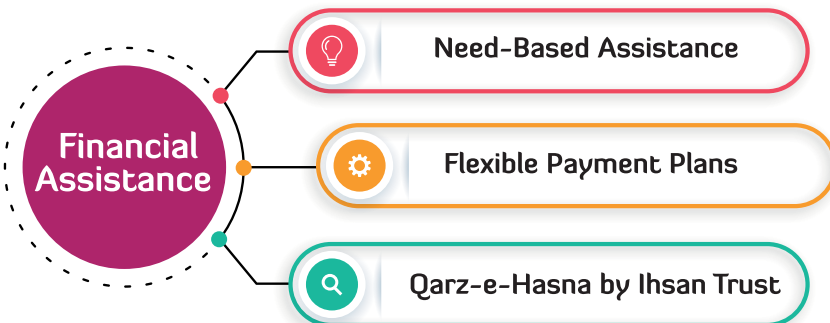 Financial
Assistance
Need-Based Assistance
Flexible Payment Plans
Qarz-e-Hasna by Ihsan Trust